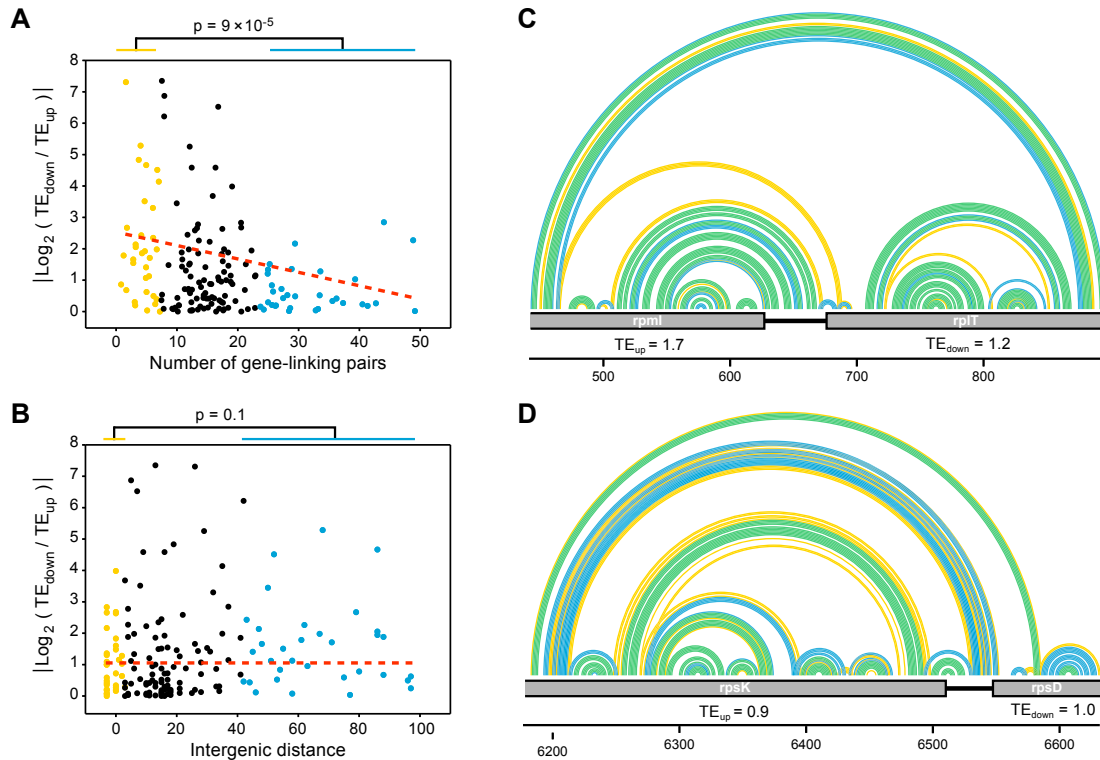 A
p = 9 ×10-5
8
7
6
5
4
3
2
1
0
|Log2 ( TEdown / TEup )|
0 10 20 30 40 50
Number of gene-linking pairs
B
p = 0.1
8
7
6
5
4
3
2
1
0
|Log2 ( TEdown / TEup )|
0 20 40 60 80 100
Intergenic distance
C
rpmI rplT
TEup = 1.7 TEdown = 1.2
500 600 700 800
D
rpsK rpsD
TEup = 0.9 TEdown = 1.0
6200 6300 6400 6500 6600